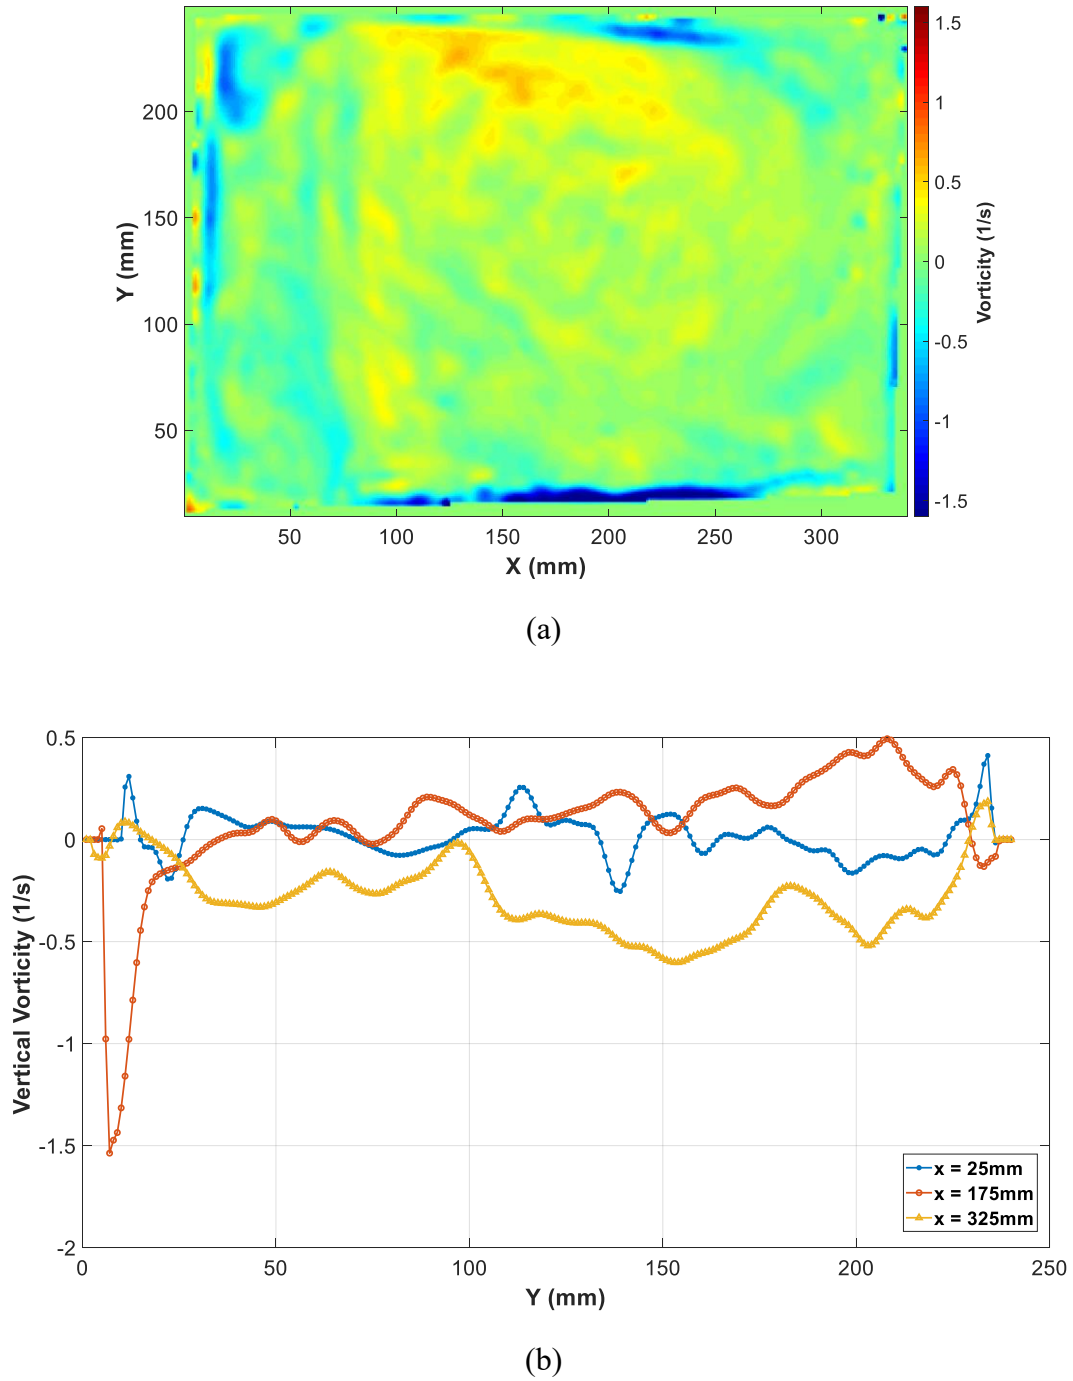 200
150
100
50
Y (mm)
50 100 150 200 250 300
X (mm)
1.5
1
0.5
0
-0.5
-1
-1.5
Vorticity (1/s)
(a)
0.5
0
-0.5
-1
-1.5
-2
Vertical Vorticity (1/s)
x = 25mm
x = 175mm
x = 325mm
0 50 100 150 200 250
Y (mm)
(b)